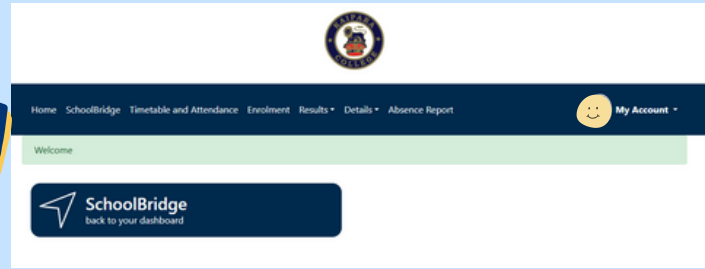 KAIPARA
COLLEGE
Home SchoolBridge Timetable and Attendance Enrolment Results Details Absence Report My Account
Welcome
SchoolBridge
back to your dashboard